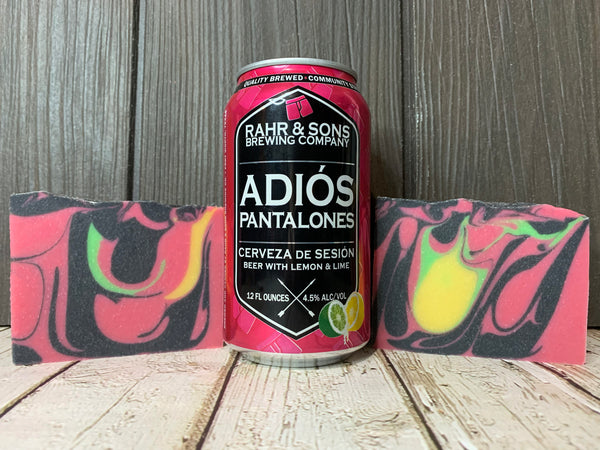 QUALITY BREWED • COMMUNITY
RAHR & SONS
BREWING COMPANY
ADIÓS
PANTALONES
CERVEZA DE SESIÓN
BEER WITH LEMON & LIME
12 FL OUNCES 4.5% ALC/VOL